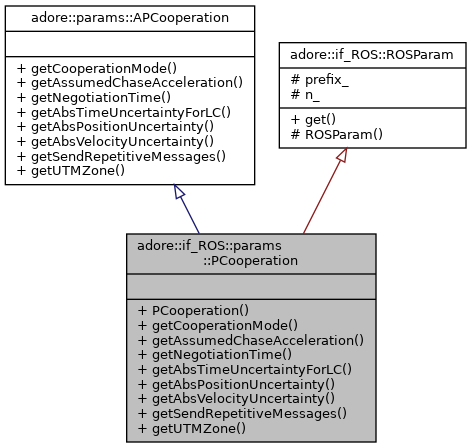 adore::params::APCooperation
+ getCooperationMode()
+ getAssumedChaseAcceleration()
+ getNegotiationTime()
+ getAbsTimeUncertaintyForLC()
+ getAbsPositionUncertainty()
+ getAbsVelocityUncertainty()
+ getSendRepetitiveMessages()
+ getUTMZone()
adore::if_ROS::ROSParam
# prefix_
# n_
+ get()
# ROSParam()
adore::if_ROS::params
::PCooperation
+ PCooperation()
+ getCooperationMode()
+ getAssumedChaseAcceleration()
+ getNegotiationTime()
+ getAbsTimeUncertaintyForLC()
+ getAbsPositionUncertainty()
+ getAbsVelocityUncertainty()
+ getSendRepetitiveMessages()
+ getUTMZone()